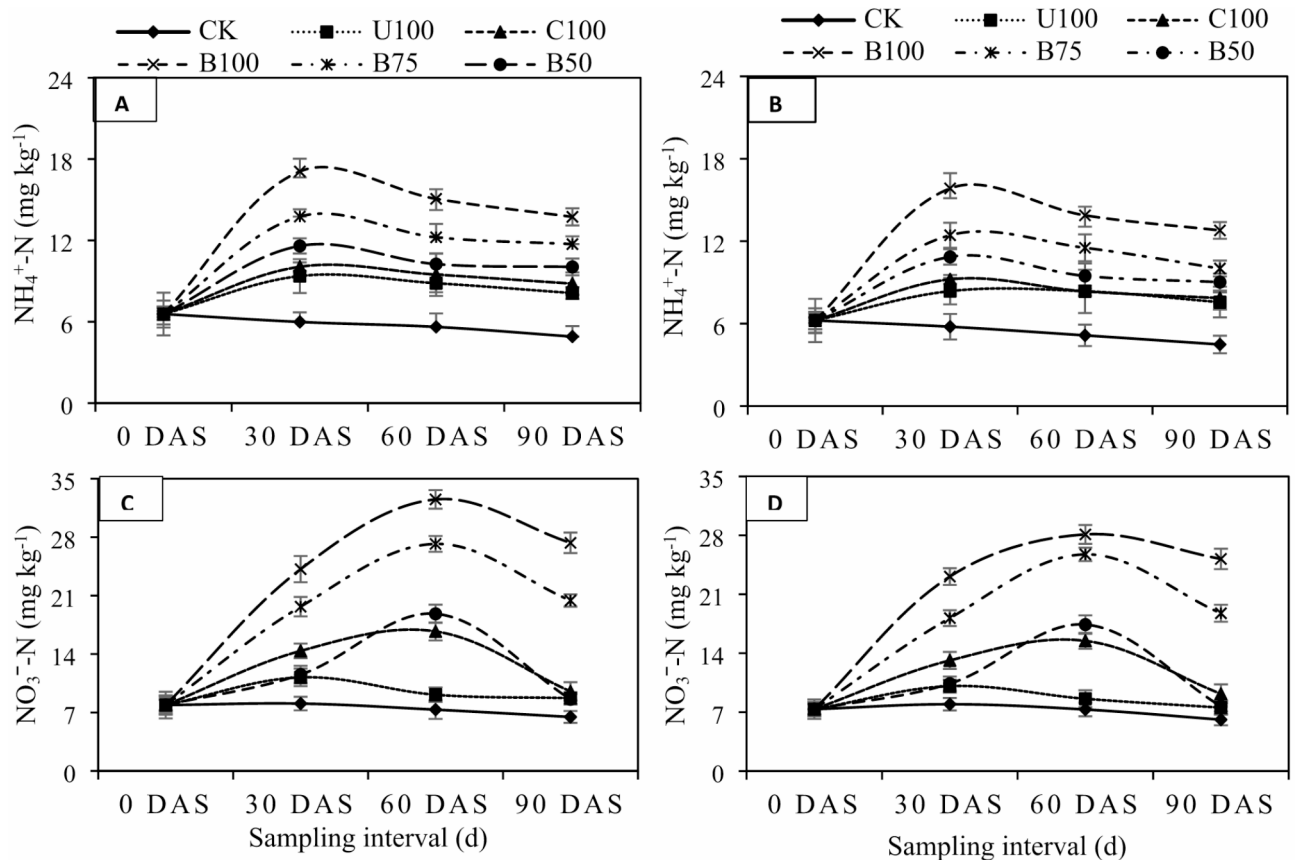 CK U100 C100
B100 B75 B50
A
NH₄⁺-N (mg kg⁻¹)
24
18
12
6
0
0 DAS 30 DAS 60 DAS 90 DAS
CK U100 C100
B100 B75 B50
B
NH₄⁺-N (mg kg⁻¹)
24
18
12
6
0
0 DAS 30 DAS 60 DAS 90 DAS
C
NO₃⁻-N (mg kg⁻¹)
35
28
21
14
7
0
0 DAS 30 DAS 60 DAS 90 DAS
Sampling interval (d)
D
NO₃⁻-N (mg kg⁻¹)
35
28
21
14
7
0
0 DAS 30 DAS 60 DAS 90 DAS
Sampling interval (d)